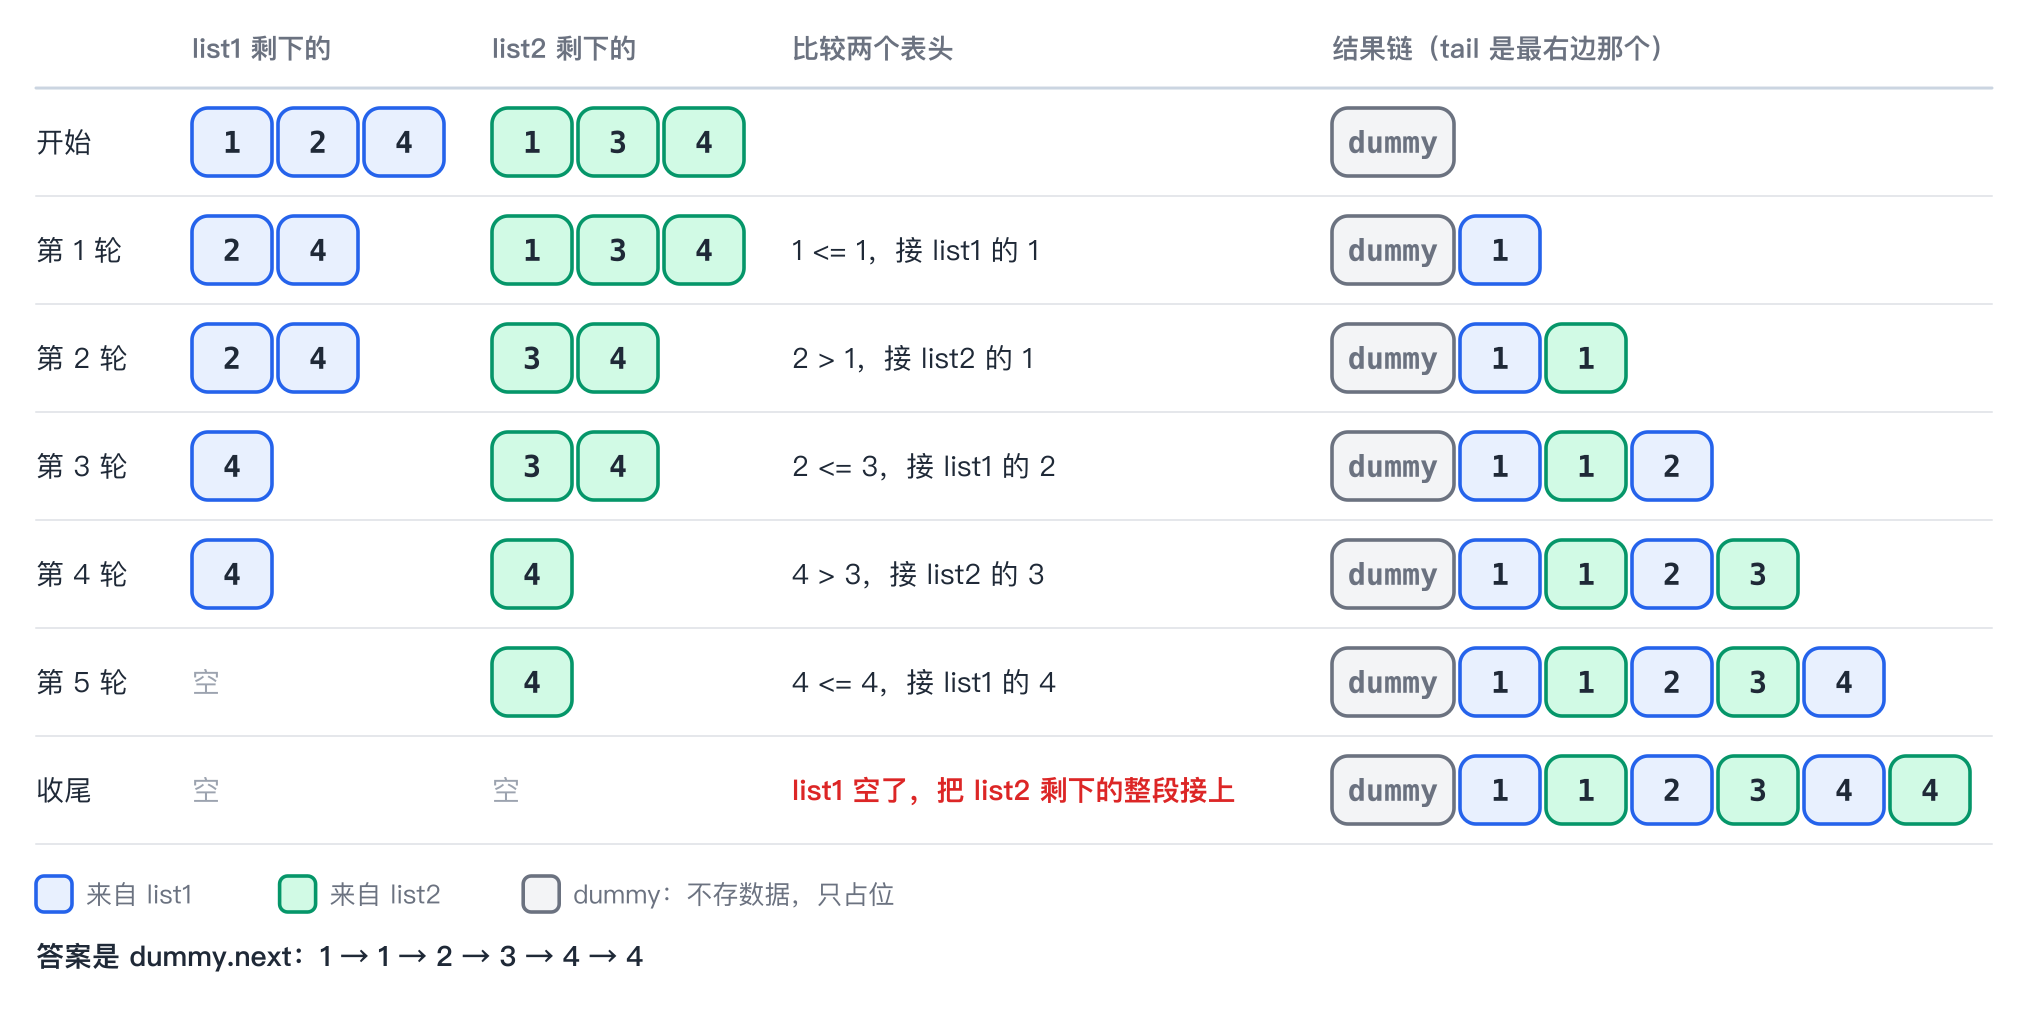 list1 剩下的 list2 剩下的 比较两个表头 结果链（tail 是最右边那个）
开始 1 2 4 1 3 4 dummy
第 1 轮 2 4 1 3 4 1 <= 1，接 list1 的 1 dummy 1
第 2 轮 2 4 3 4 2 > 1，接 list2 的 1 dummy 1 1
第 3 轮 4 3 4 2 <= 3，接 list1 的 2 dummy 1 1 2
第 4 轮 4 4 4 > 3，接 list2 的 3 dummy 1 1 2 3
第 5 轮 空 4 4 <= 4，接 list1 的 4 dummy 1 1 2 3 4
收尾 空 空 list1 空了，把 list2 剩下的整段接上 dummy 1 1 2 3 4 4
来自 list1 来自 list2 dummy：不存数据，只占位
答案是 dummy.next：1 → 1 → 2 → 3 → 4 → 4